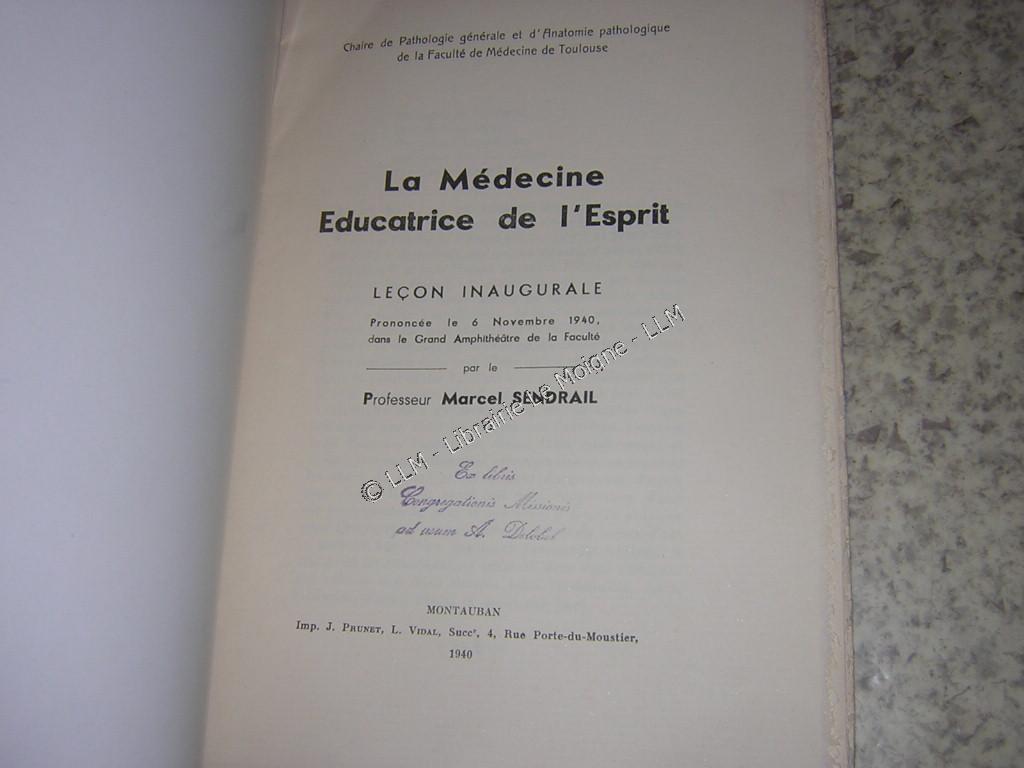 Chaire de Pathologie générale et d'Anatomie pathologique
de la Faculté de Médecine de Toulouse
La Médecine
Educatrice de l'Esprit
LEÇON INAUGURALE
Prononcée le 6 Novembre 1940,
dans le Grand Amphithéâtre de la Faculté
par le
Professeur Marcel SENDRAIL
© LLM - Librairie Le Moigne - LLM
Ex libris
Congregationis Missionis
ad usum A. Delobel
MONTAUBAN
Imp. J. PRUNET, L. VIDAL, Succr, 4, Rue Porte-du-Moustier,
1940